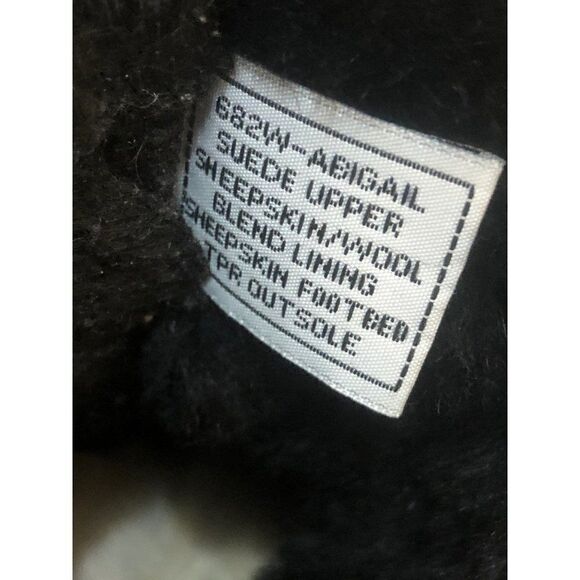 682W-ABIGAIL
SUEDE UPPER
SHEEPSKIN/WOOL
BLEND LINING
SHEEPSKIN FOOTBED
TPR OUTSOLE